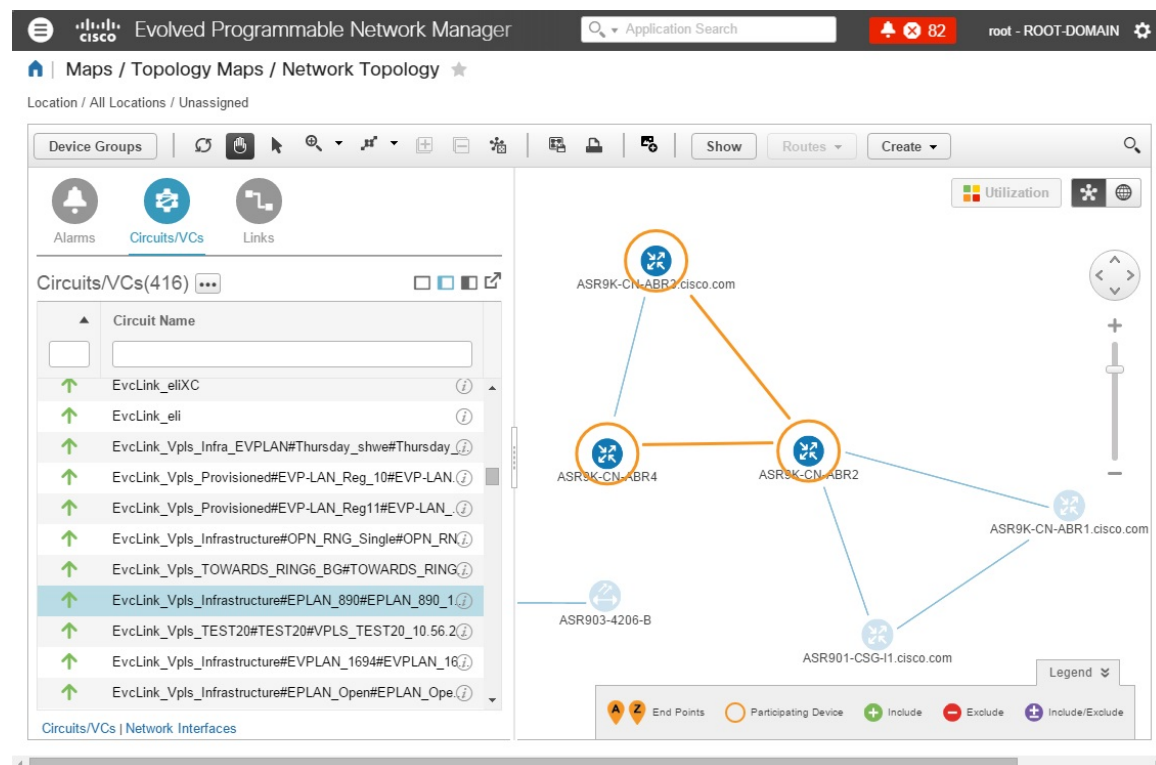 cisco Evolved Programmable Network Manager
Application Search
82
root - ROOT-DOMAIN
Maps / Topology Maps / Network Topology
Location / All Locations / Unassigned
Device Groups
Show
Routes
Create
Alarms
Circuits/VCs
Links
Utilization
Circuits/VCs(416)
Circuit Name
EvcLink_eliXC
EvcLink_eli
EvcLink_Vpls_Infra_EVPLAN#Thursday_shwe#Thursday_
EvcLink_Vpls_Provisioned#EVP-LAN_Reg_10#EVP-LAN.
EvcLink_Vpls_Provisioned#EVP-LAN_Reg11#EVP-LAN_.
EvcLink_Vpls_Infrastructure#OPN_RNG_Single#OPN_RN
EvcLink_Vpls_TOWARDS_RING6_BG#TOWARDS_RING
EvcLink_Vpls_Infrastructure#EPLAN_890#EPLAN_890_1
EvcLink_Vpls_TEST20#TEST20#VPLS_TEST20_10.56.2
EvcLink_Vpls_Infrastructure#EVPLAN_1694#EVPLAN_16
EvcLink_Vpls_Infrastructure#EPLAN_Open#EPLAN_Ope.
Circuits/VCs | Network Interfaces
ASR9K-CN-ABR3.cisco.com
ASR9K-CN-ABR4
ASR9K-CN-ABR2
ASR9K-CN-ABR1.cisco.com
ASR903-4206-B
ASR901-CSG-I1.cisco.com
Legend
A Z End Points
Participating Device
Include
Exclude
Include/Exclude